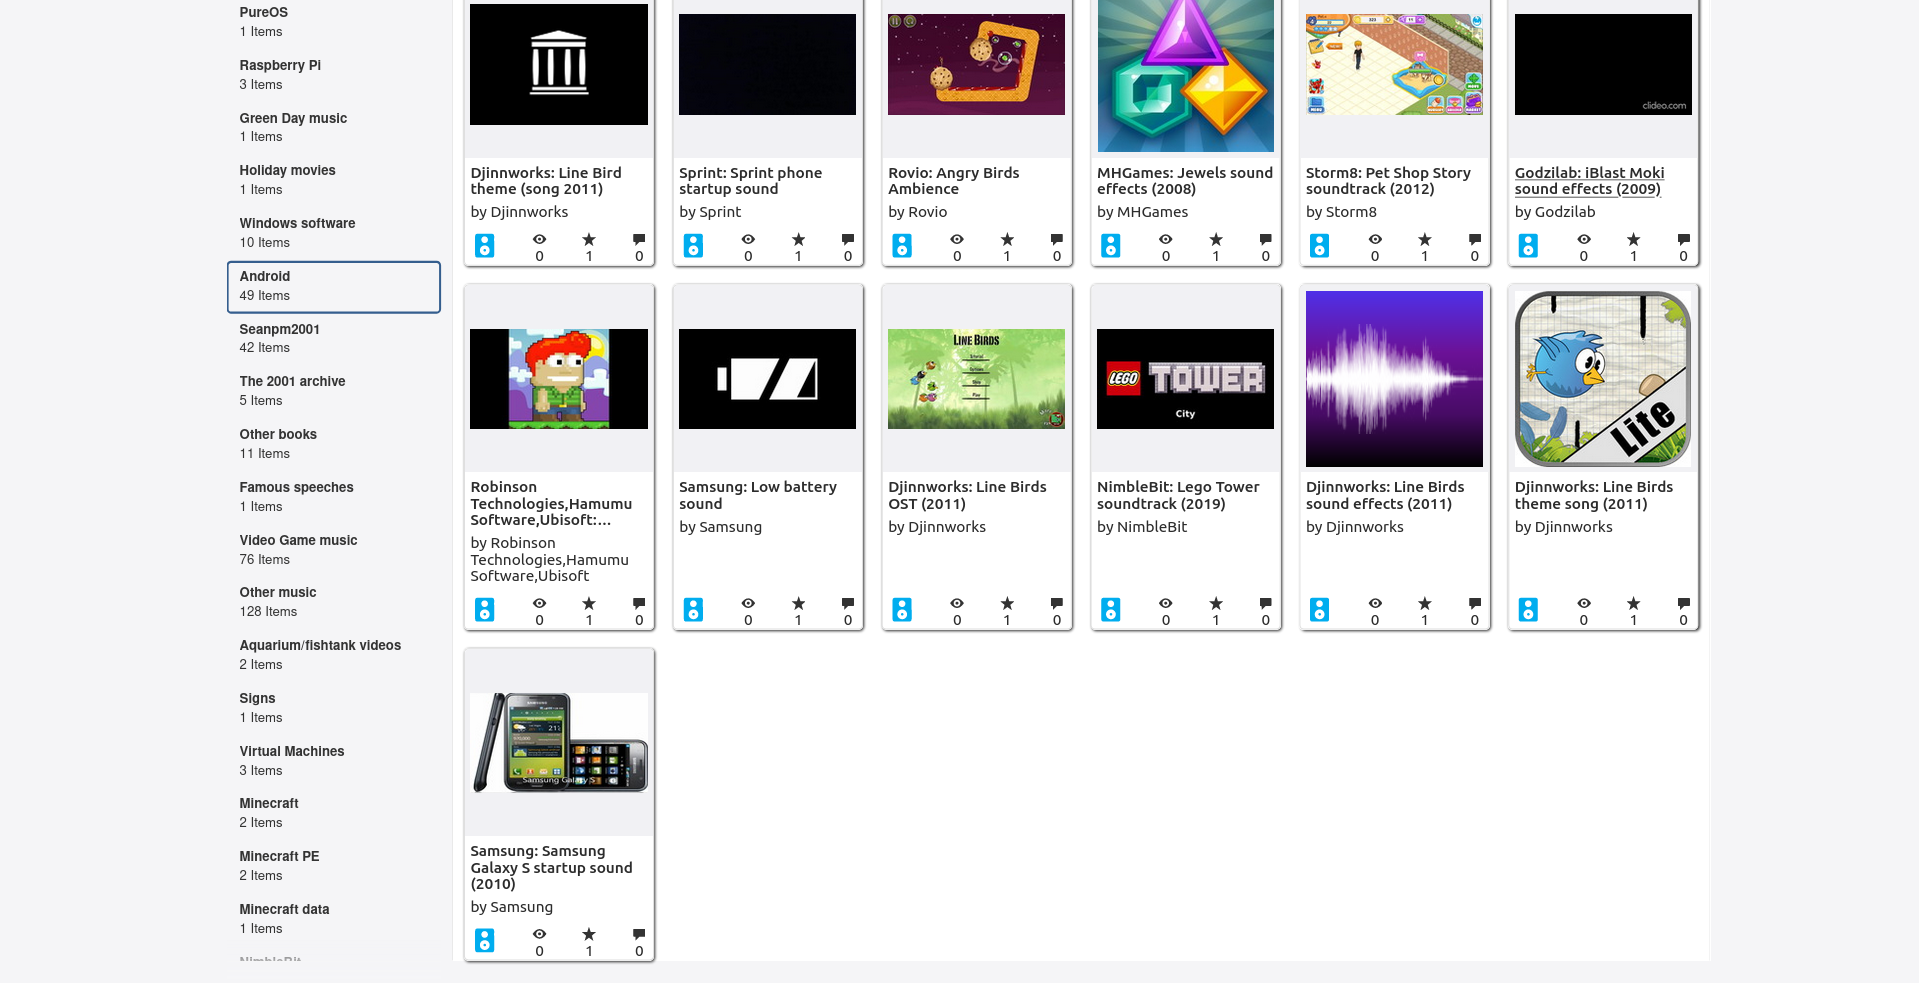 PureOS
1 Items
Raspberry Pi
3 Items
Green Day music
1 Items
Holiday movies
1 Items
Windows software
10 Items
Android
49 Items
Seanpm2001
42 Items
The 2001 archive
5 Items
Other books
11 Items
Famous speeches
1 Items
Video Game music
76 Items
Other music
128 Items
Aquarium/fishtank videos
2 Items
Signs
1 Items
Virtual Machines
3 Items
Minecraft
2 Items
Minecraft PE
2 Items
Minecraft data
1 Items
NimbleBit
Djinnworks: Line Bird
theme (song 2011)
by Djinnworks
0 1 0
Sprint: Sprint phone
startup sound
by Sprint
0 1 0
Rovio: Angry Birds
Ambience
by Rovio
0 1 0
MHGames: Jewels sound
effects (2008)
by MHGames
0 1 0
Storm8: Pet Shop Story
soundtrack (2012)
by Storm8
0 1 0
clideo.com
Godzilab: iBlast Moki
sound effects (2009)
by Godzilab
0 1 0
Robinson
Technologies,Hamumu
Software,Ubisoft:...
by Robinson
Technologies,Hamumu
Software,Ubisoft
0 1 0
Samsung: Low battery
sound
by Samsung
0 1 0
LINE BIRDS
Djinnworks: Line Birds
OST (2011)
by Djinnworks
0 1 0
LEGO TOWER
City
NimbleBit: Lego Tower
soundtrack (2019)
by NimbleBit
0 1 0
Djinnworks: Line Birds
sound effects (2011)
by Djinnworks
0 1 0
Lite
Djinnworks: Line Birds
theme song (2011)
by Djinnworks
0 1 0
Samsung Galaxy S
Samsung: Samsung
Galaxy S startup sound
(2010)
by Samsung
0 1 0